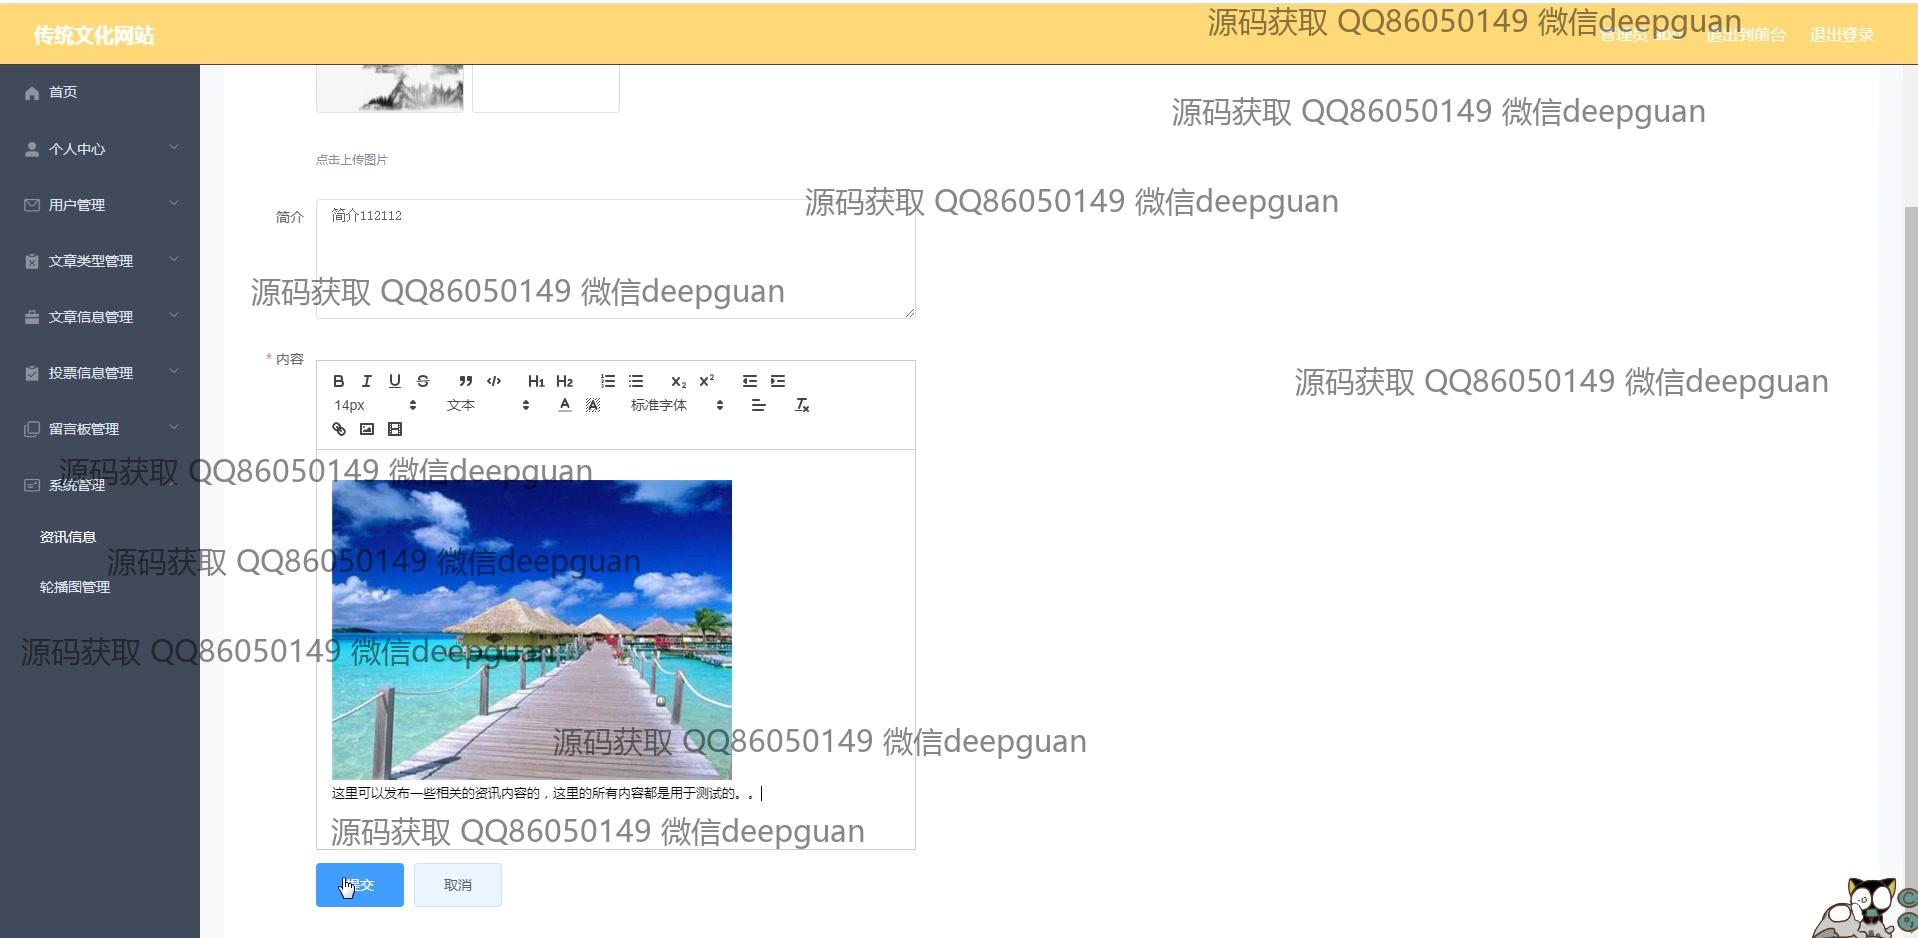 传统文化网站
源码获取 QQ86050149 微信deepguan
退出到前台
退出登录
首页
源码获取 QQ86050149 微信deepguan
个人中心
点击上传图片
用户管理
源码获取 QQ86050149 微信deepguan
简介
简介112112
文章类型管理
源码获取 QQ86050149 微信deepguan
文章信息管理
* 内容
投票信息管理
B I U S H1 H2 X2 X2
源码获取 QQ86050149 微信deepguan
14px 文本 A A 标准字体 Tx
留言板管理
源码获取 QQ86050149 微信deepguan
系统管理
资讯信息
源码获取 QQ86050149 微信deepguan
轮播图管理
源码获取 QQ86050149 微信deepguan
源码获取 QQ86050149 微信deepguan
这里可以发布一些相关的资讯内容的，这里的所有内容都是用于测试的。。
源码获取 QQ86050149 微信deepguan
提交
取消